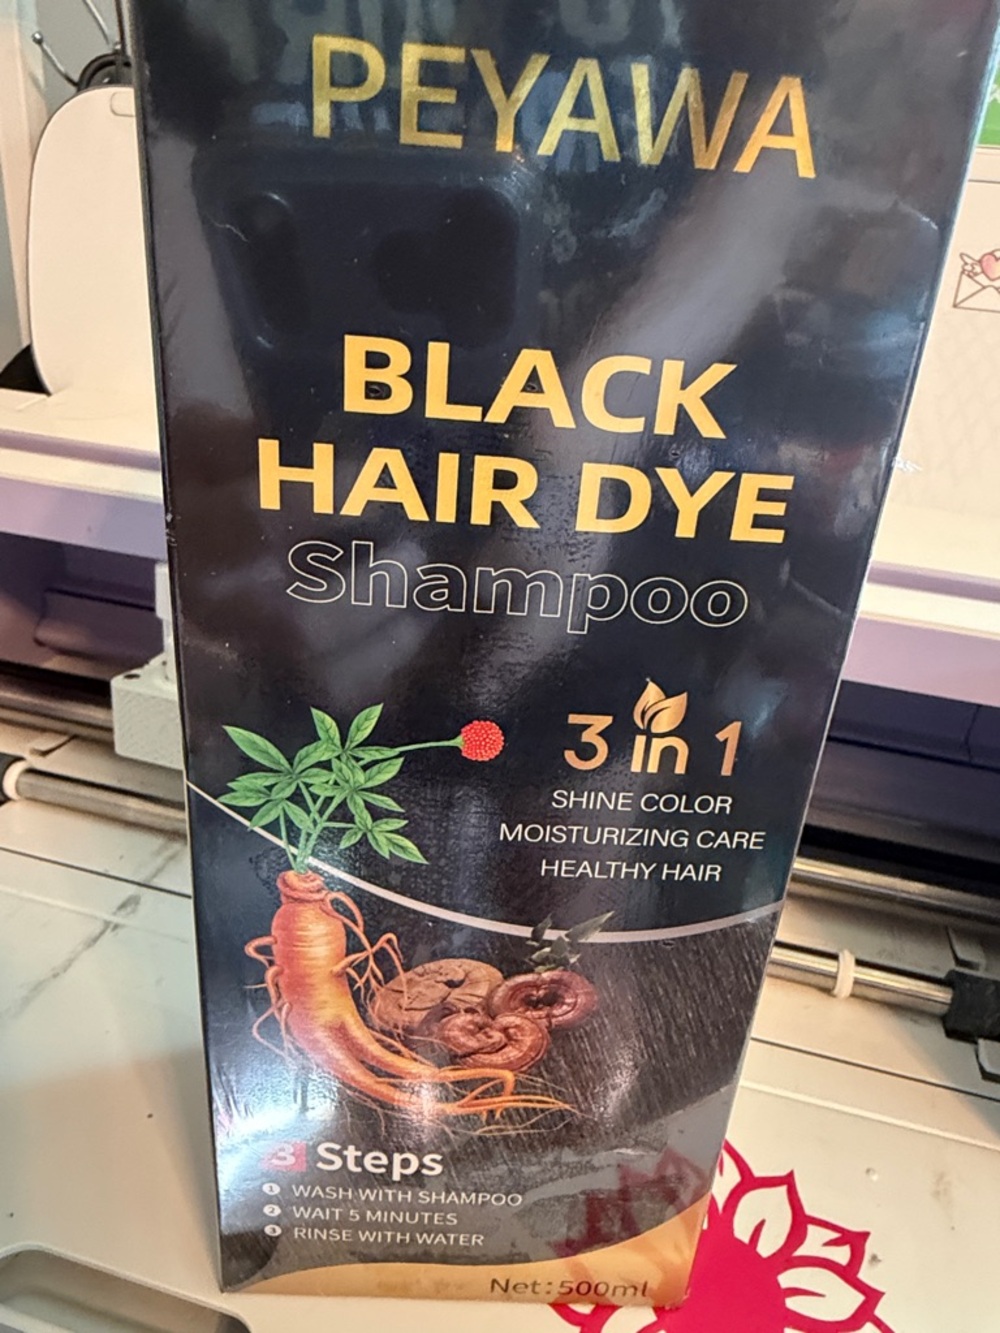 PEYAWA
BLACK
HAIR DYE
Shampoo
3 in 1
SHINE COLOR
MOISTURIZING CARE
HEALTHY HAIR
3 Steps
1 WASH WITH SHAMPOO
2 WAIT 5 MINUTES
3 RINSE WITH WATER
Net:500ml